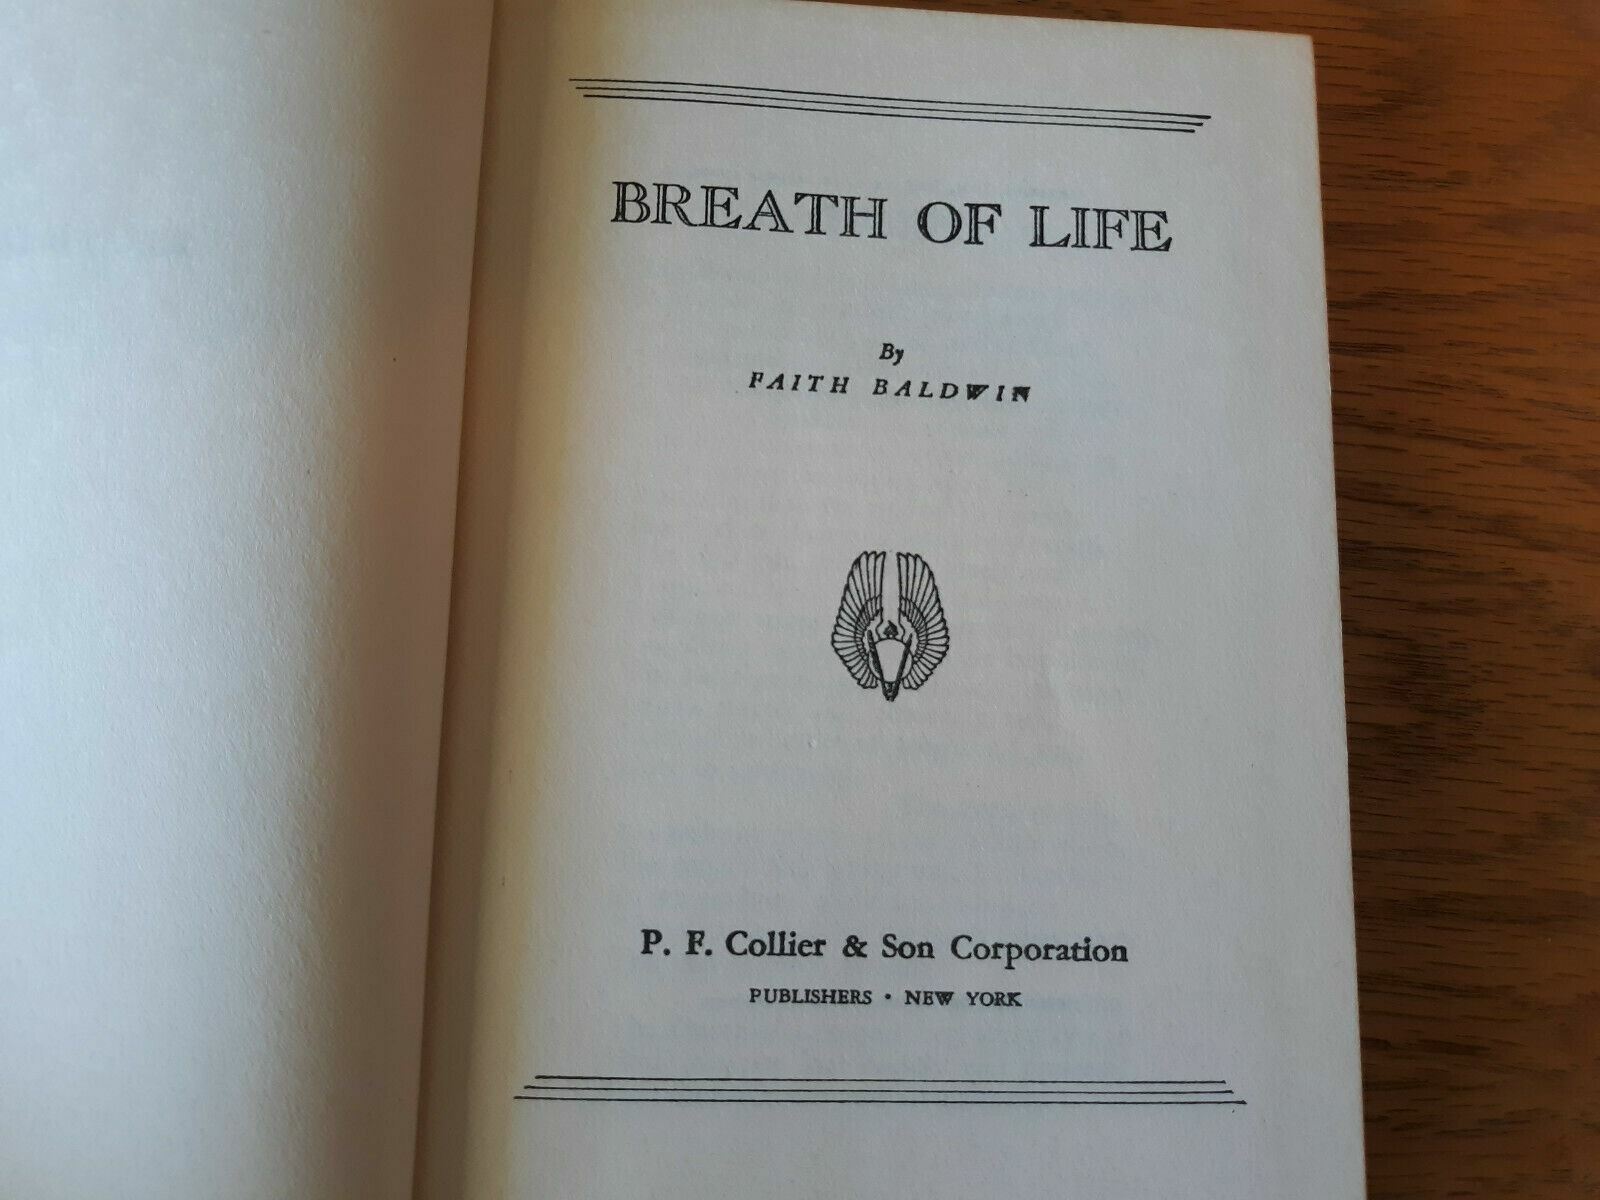 BREATH OF LIFE
By
FAITH BALDWIN
P. F. Collier & Son Corporation
PUBLISHERS · NEW YORK